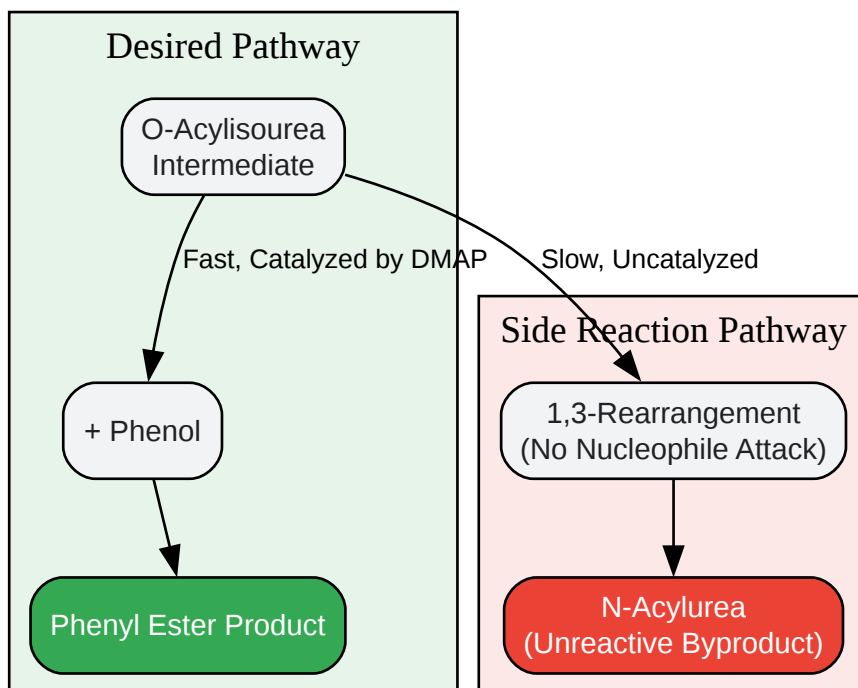 Desired Pathway
O-Acylisourea
Intermediate
Fast, Catalyzed by DMAP
Slow, Uncatalyzed
Side Reaction Pathway
+ Phenol
1,3-Rearrangement
(No Nucleophile Attack)
Phenyl Ester Product
N-Acylurea
(Unreactive Byproduct)